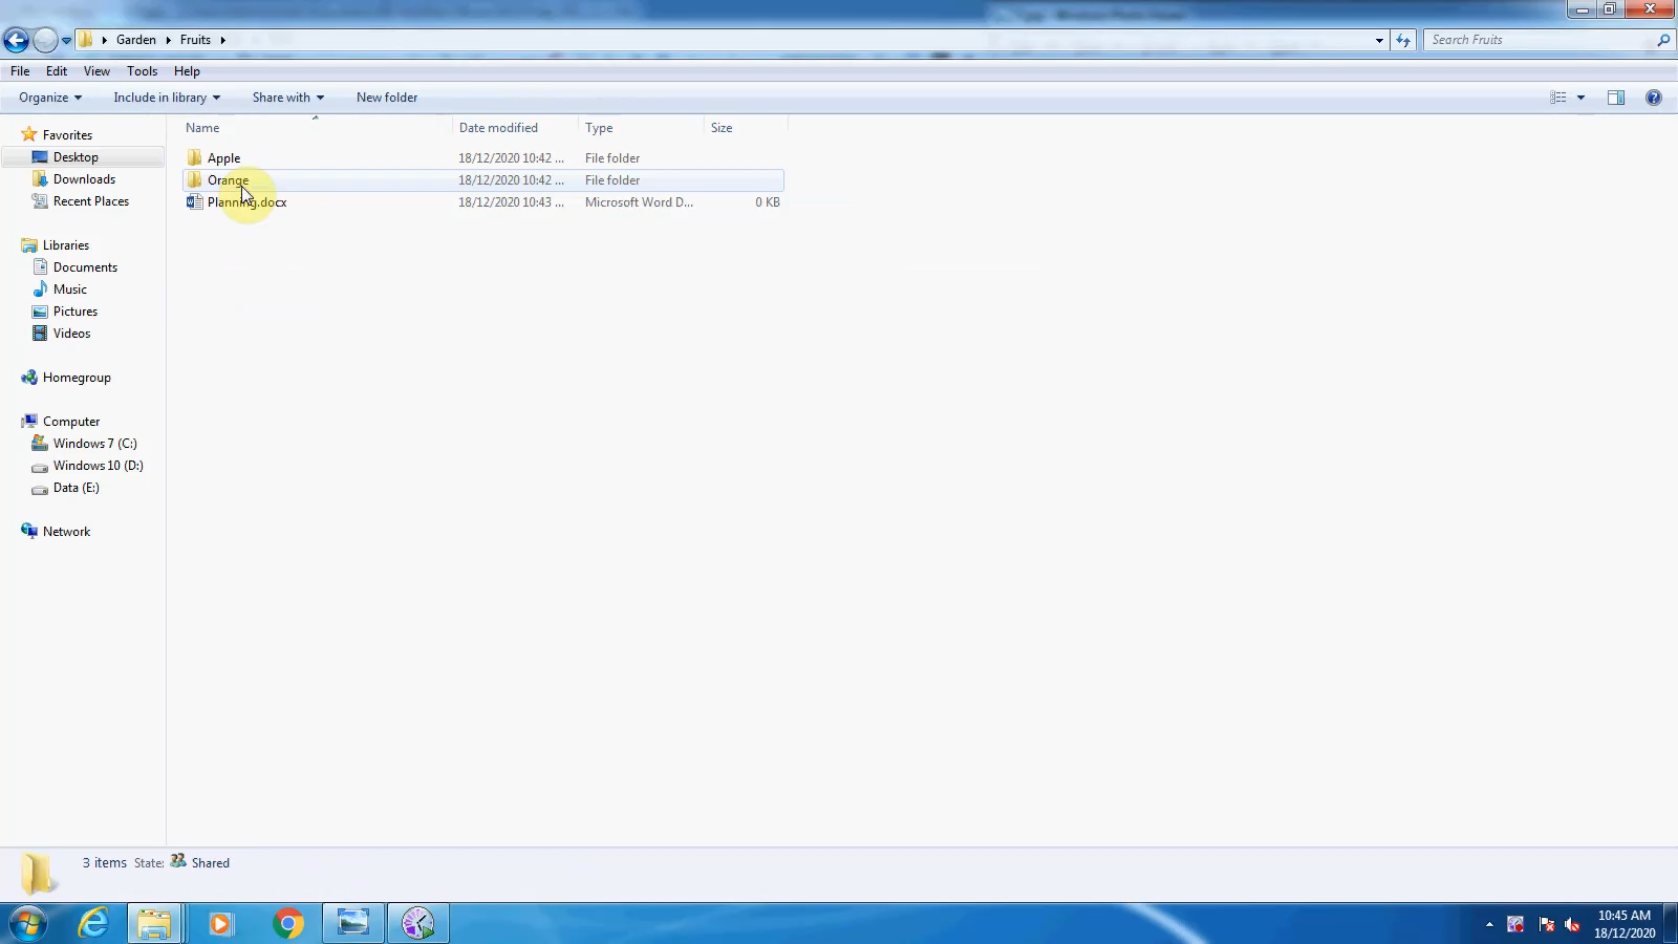 Garden Fruits
Search Fruits
File Edit View Tools Help
Organize Include in library Share with New folder
Name Date modified Type Size
Favorites
Desktop
Downloads
Recent Places
Libraries
Documents
Music
Pictures
Videos
Homegroup
Computer
Windows 7 (C:)
Windows 10 (D:)
Data (E:)
Network
Apple 18/12/2020 10:42 ... File folder
Orange 18/12/2020 10:42 ... File folder
Planning.docx 18/12/2020 10:43 ... Microsoft Word D... 0 KB
3 items State: Shared
10:45 AM
18/12/2020